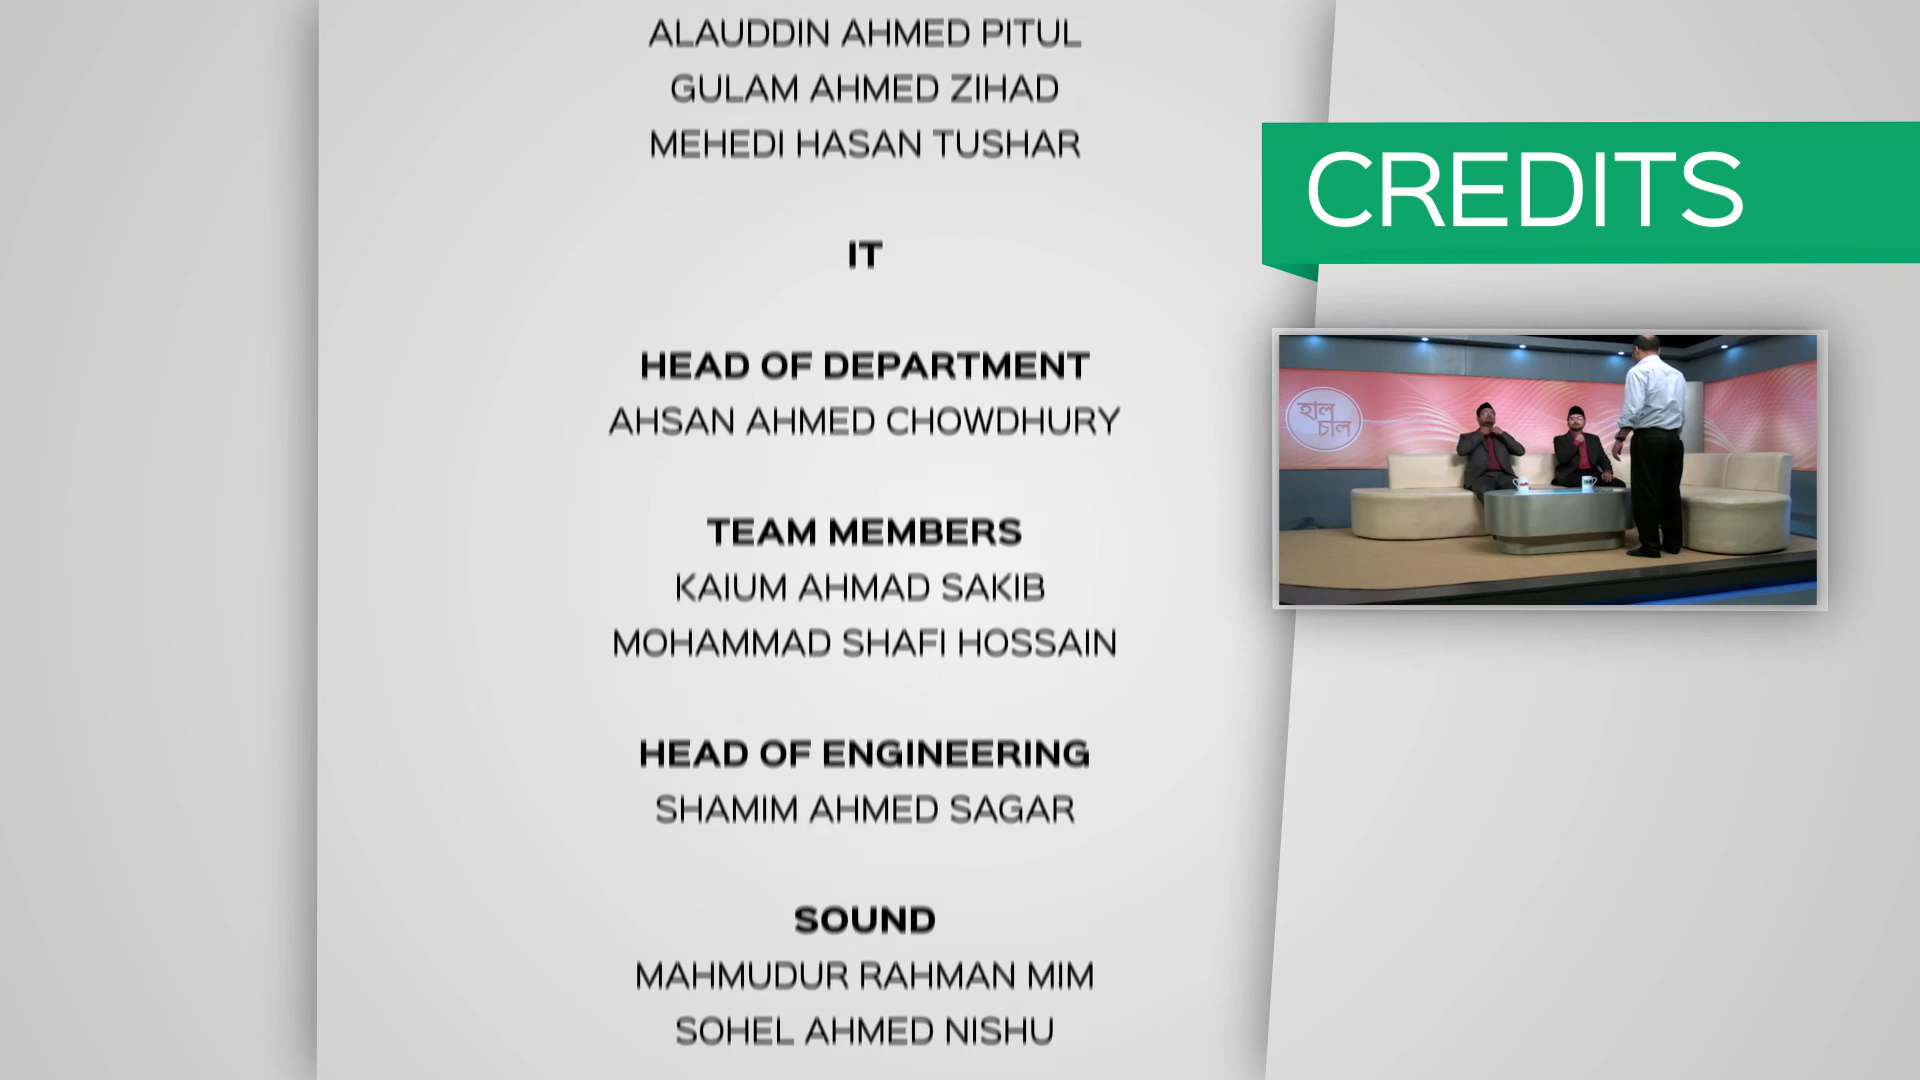 ALAUDDIN AHMED PITUL
GULAM AHMED ZIHAD
MEHEDI HASAN TUSHAR
IT
HEAD OF DEPARTMENT
AHSAN AHMED CHOWDHURY
TEAM MEMBERS
KAIUM AHMAD SAKIB
MOHAMMAD SHAFI HOSSAIN
HEAD OF ENGINEERING
SHAMIM AHMED SAGAR
SOUND
MAHMUDUR RAHMAN MIM
SOHEL AHMED NISHU
CREDITS
হাল
চাল